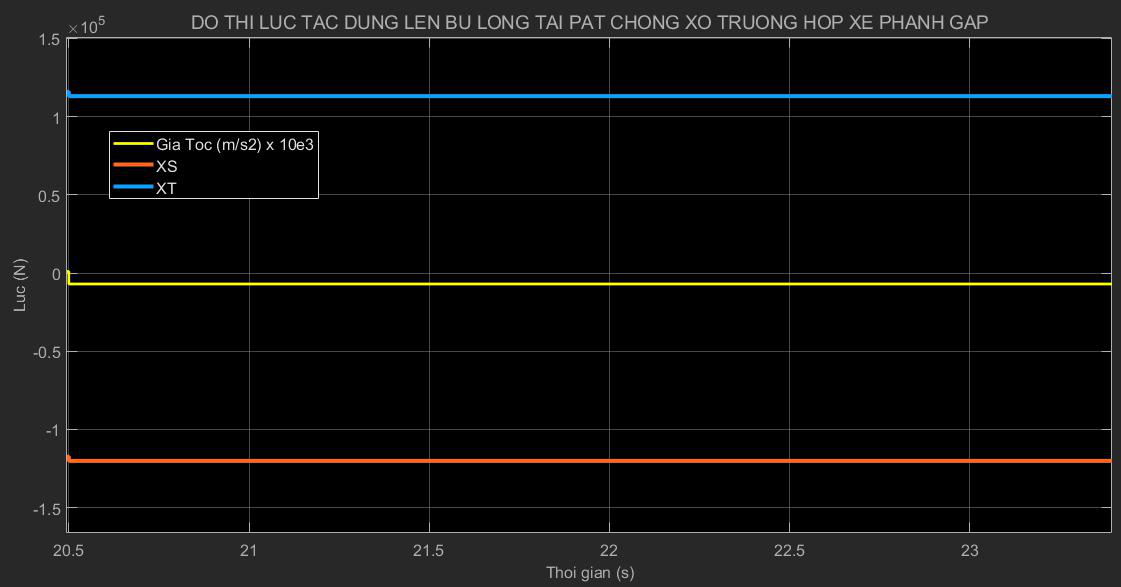 ×10⁵
DO THI LUC TAC DUNG LEN BU LONG TAI PAT CHONG XO TRUONG HOP XE PHANH GAP
1.5
1
0.5
0
-0.5
-1
-1.5
Luc (N)
Gia Toc (m/s2) x 10e3
XS
XT
20.5 21 21.5 22 22.5 23
Thoi gian (s)